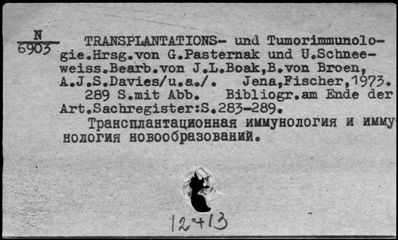 N
6903
TRANSPLANTATIONS- und Tumorimmunolo-
gie.Hrsg.von G.Pasternak und U.Schnee-
weiss.Bearb.von J.L.Boak,B.von Broen,
A.J.S.Davies/u.a./. Jena,Fischer,1973.
289 S.mit Abb. Bibliogr.am Ende der
Art.Sachregister:S.283-289.
Трансплантационная иммунология и имму-
нология новообразований.
12+13